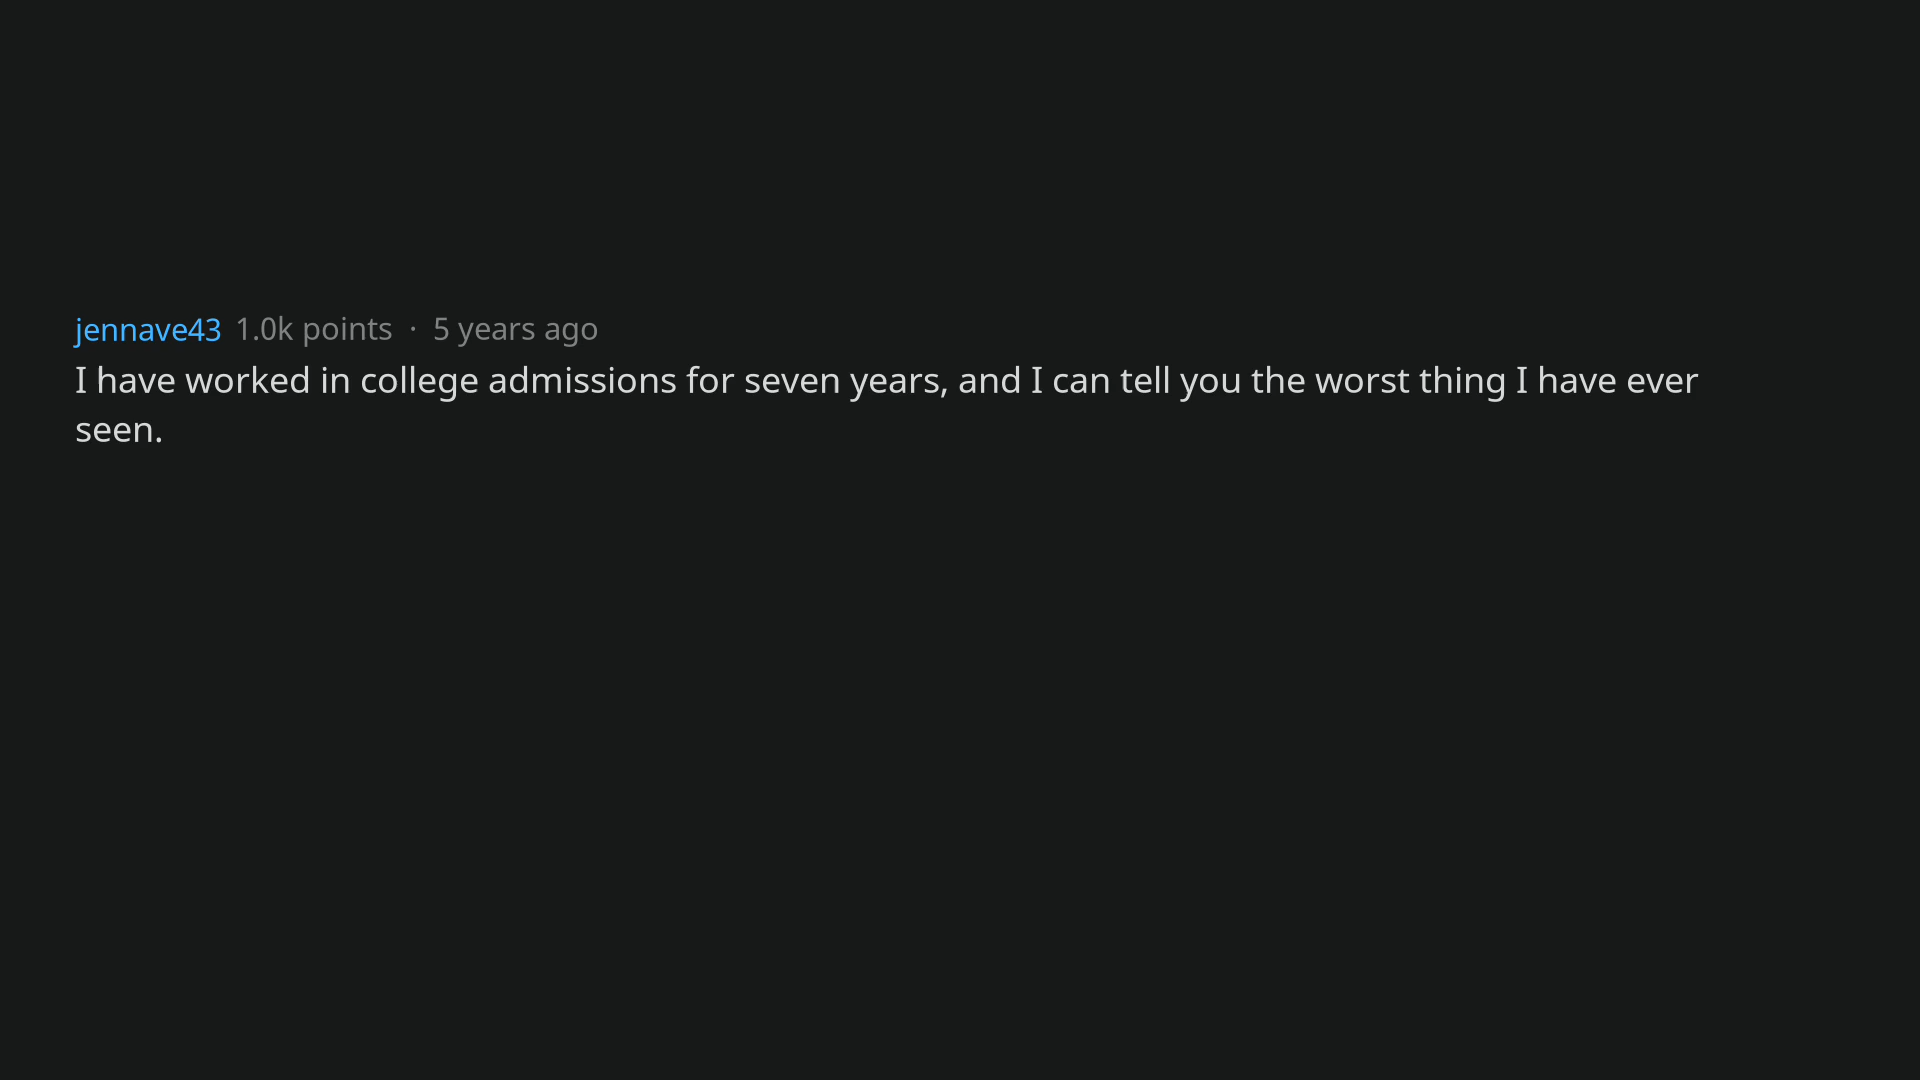 jennave43 1.0k points · 5 years ago
I have worked in college admissions for seven years, and I can tell you the worst thing I have ever
seen.